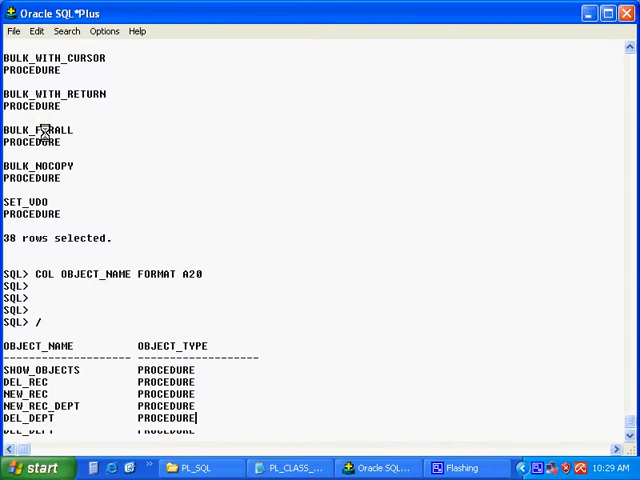 Oracle SQL*Plus
File Edit Search Options Help
BULK_WITH_CURSOR
PROCEDURE
BULK_WITH_RETURN
PROCEDURE
BULK_FORALL
PROCEDURE
BULK_NOCOPY
PROCEDURE
SET_VDO
PROCEDURE
38 rows selected.
SQL> COL OBJECT_NAME FORMAT A20
SQL>
SQL>
SQL>
SQL> /
OBJECT_NAME OBJECT_TYPE
-------------------- -------------------
SHOW_OBJECTS PROCEDURE
DEL_REC PROCEDURE
NEW_REC PROCEDURE
NEW_REC_DEPT PROCEDURE
DEL_DEPT PROCEDURE
start PL_SQL PL_CLASS_... Oracle SQL... Flashing 10:29 AM